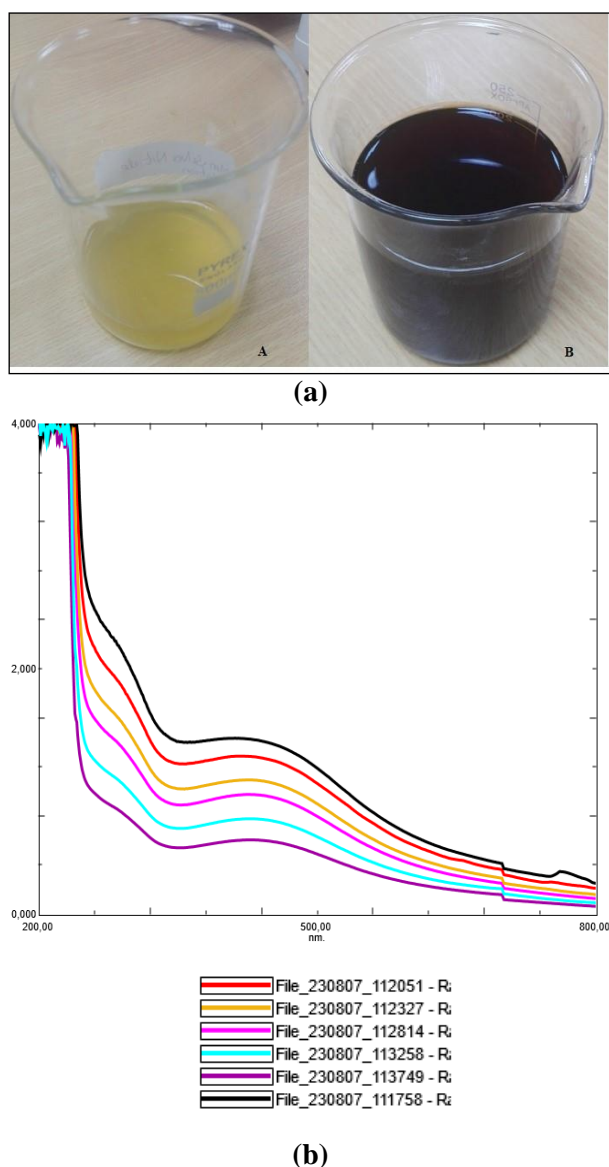 PYREX
A
B
(a)
4,000
2,000
0,000
200,00
500,00
800,00
nm.
File_230807_112051 - Ra
File_230807_112327 - Ra
File_230807_112814 - Ra
File_230807_113258 - Ra
File_230807_113749 - Ra
File_230807_111758 - Ra
(b)